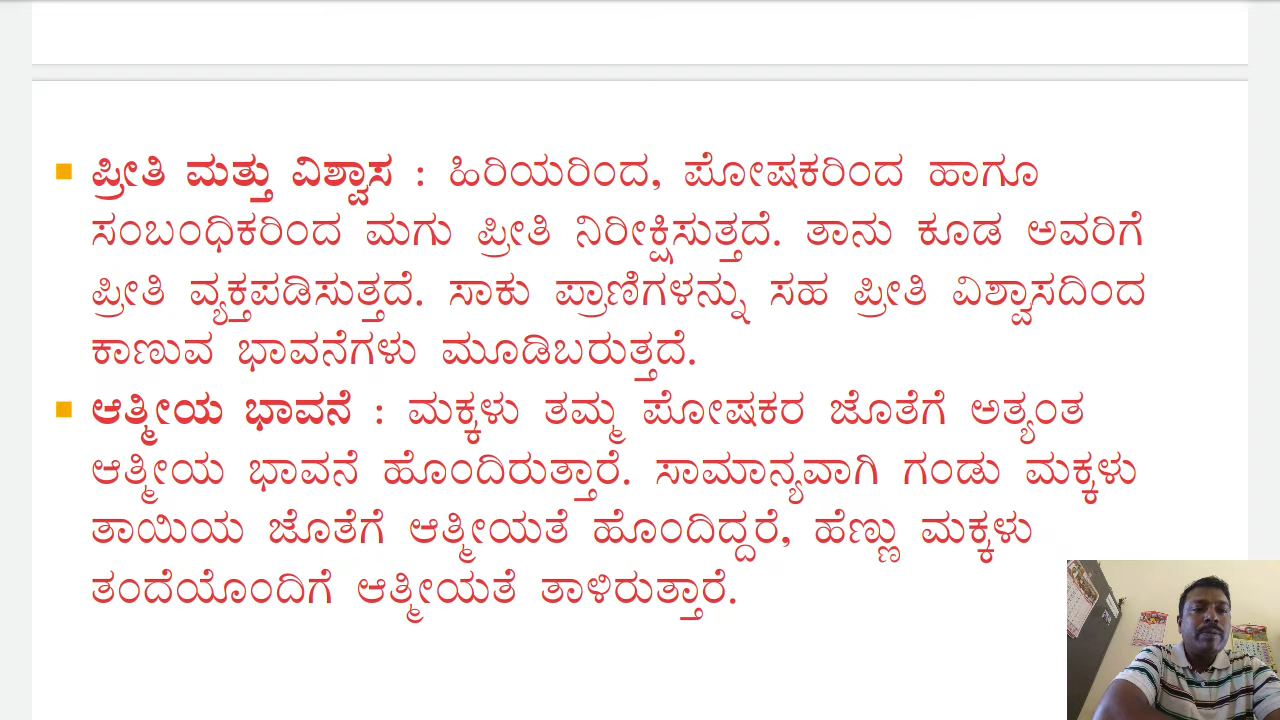 ಪ್ರೀತಿ ಮತ್ತು ವಿಶ್ವಾಸ : ಹಿರಿಯರಿಂದ, ಪೋಷಕರಿಂದ ಹಾಗೂ
ಸಂಬಂಧಿಕರಿಂದ ಮಗು ಪ್ರೀತಿ ನಿರೀಕ್ಷಿಸುತ್ತದೆ. ತಾನು ಕೂಡ ಅವರಿಗೆ
ಪ್ರೀತಿ ವ್ಯಕ್ತಪಡಿಸುತ್ತದೆ. ಸಾಕು ಪ್ರಾಣಿಗಳನ್ನು ಸಹ ಪ್ರೀತಿ ವಿಶ್ವಾಸದಿಂದ
ಕಾಣುವ ಭಾವನೆಗಳು ಮೂಡಿಬರುತ್ತದೆ.
ಆತ್ಮೀಯ ಭಾವನೆ : ಮಕ್ಕಳು ತಮ್ಮ ಪೋಷಕರ ಜೊತೆಗೆ ಅತ್ಯಂತ
ಆತ್ಮೀಯ ಭಾವನೆ ಹೊಂದಿರುತ್ತಾರೆ. ಸಾಮಾನ್ಯವಾಗಿ ಗಂಡು ಮಕ್ಕಳು
ತಾಯಿಯ ಜೊತೆಗೆ ಆತ್ಮೀಯತೆ ಹೊಂದಿದ್ದರೆ, ಹೆಣ್ಣು ಮಕ್ಕಳು
ತಂದೆಯೊಂದಿಗೆ ಆತ್ಮೀಯತೆ ತಾಳಿರುತ್ತಾರೆ.